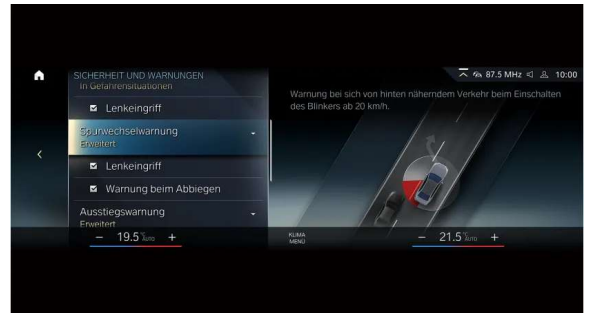 SICHERHEIT UND WARNUNGEN
87.5 MHz
10:00
In Gefahrensituationen
Lenkeingriff
Spurwechselwarnung
Erweitert
Lenkeingriff
Warnung beim Abbiegen
Ausstiegswarnung
Erweitert
Warnung bei sich von hinten näherndem Verkehr beim Einschalten
des Blinkers ab 20 km/h.
− 19.5 °C AUTO +
KLIMA
MENÜ
− 21.5 °C AUTO +